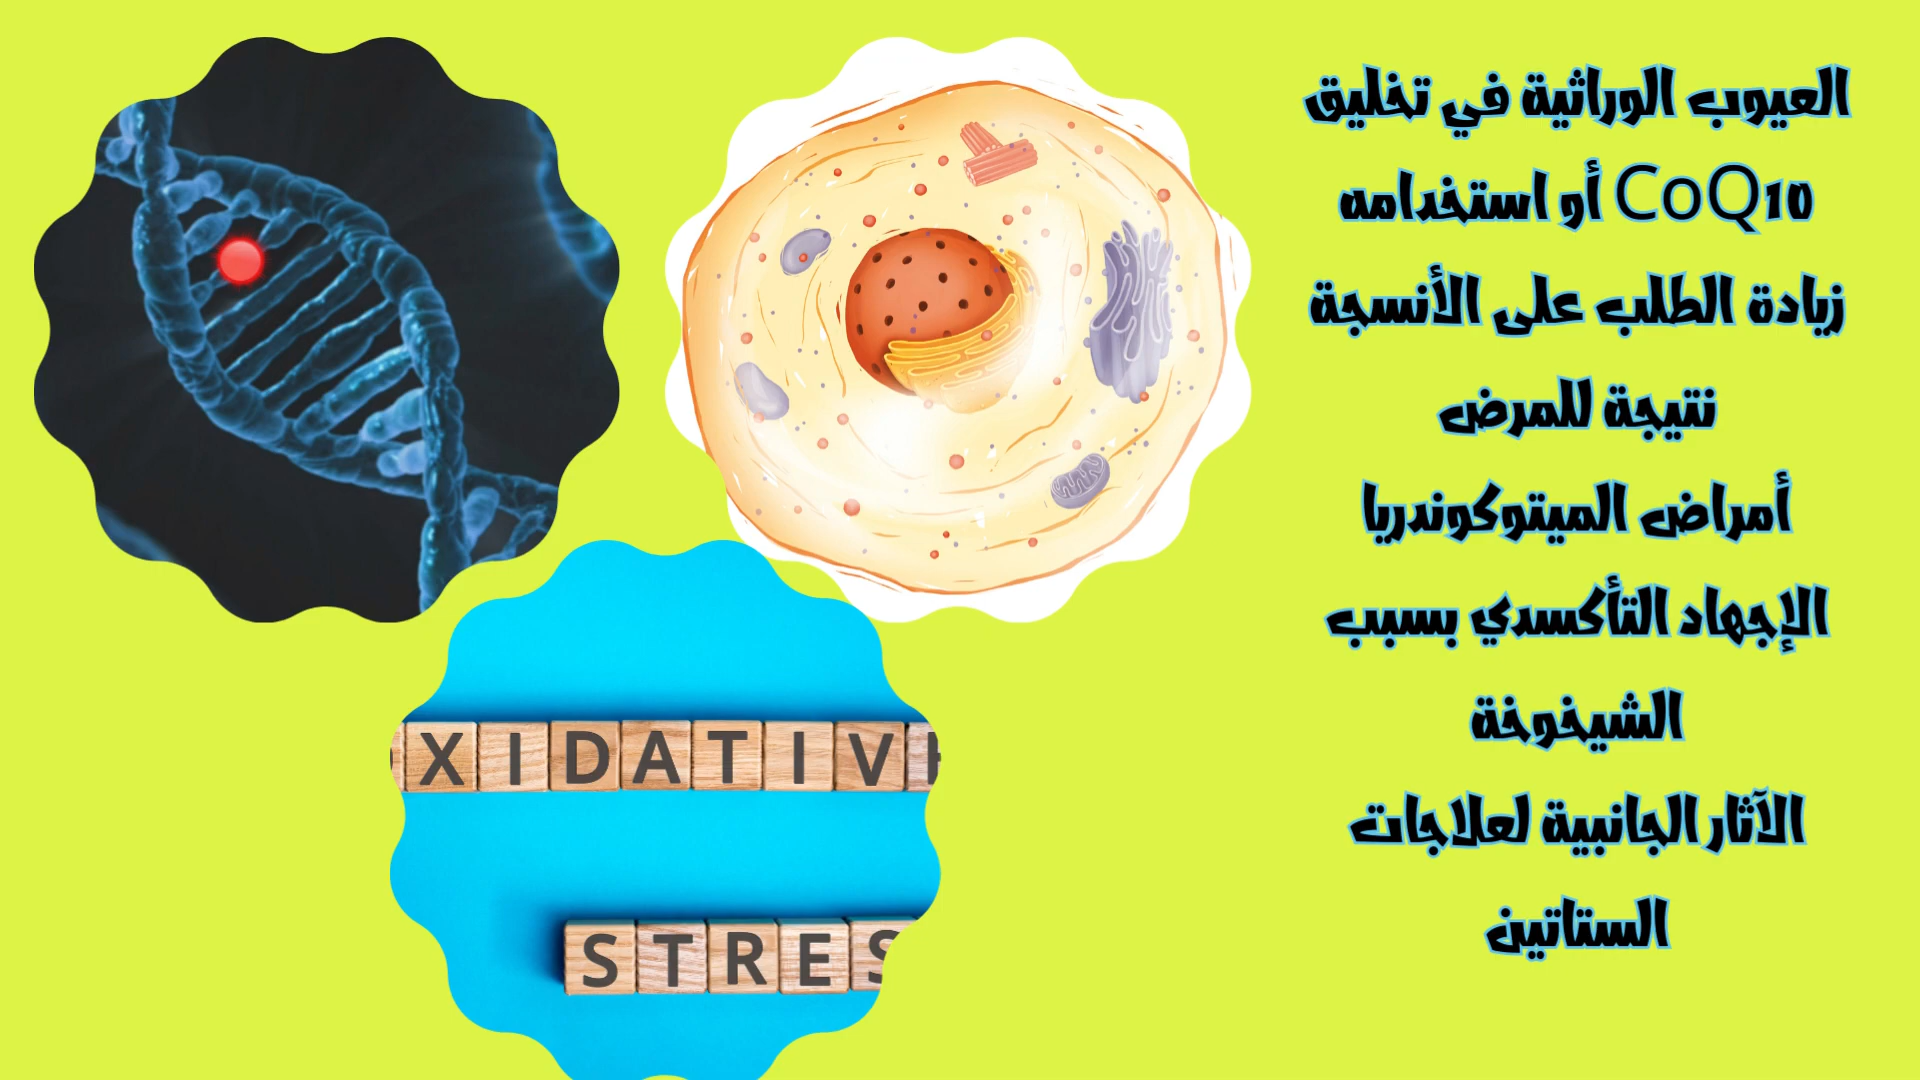 العيوب الوراثية في تخليق
CoQ10 أو استخدامه
زيادة الطلب على الأنسجة
نتيجة للمرض
أمراض الميتوكوندريا
الإجهاد التأكسدي بسبب
الشيخوخة
الآثار الجانبية لعلاجات
الستاتين
XIDATIV
STRES